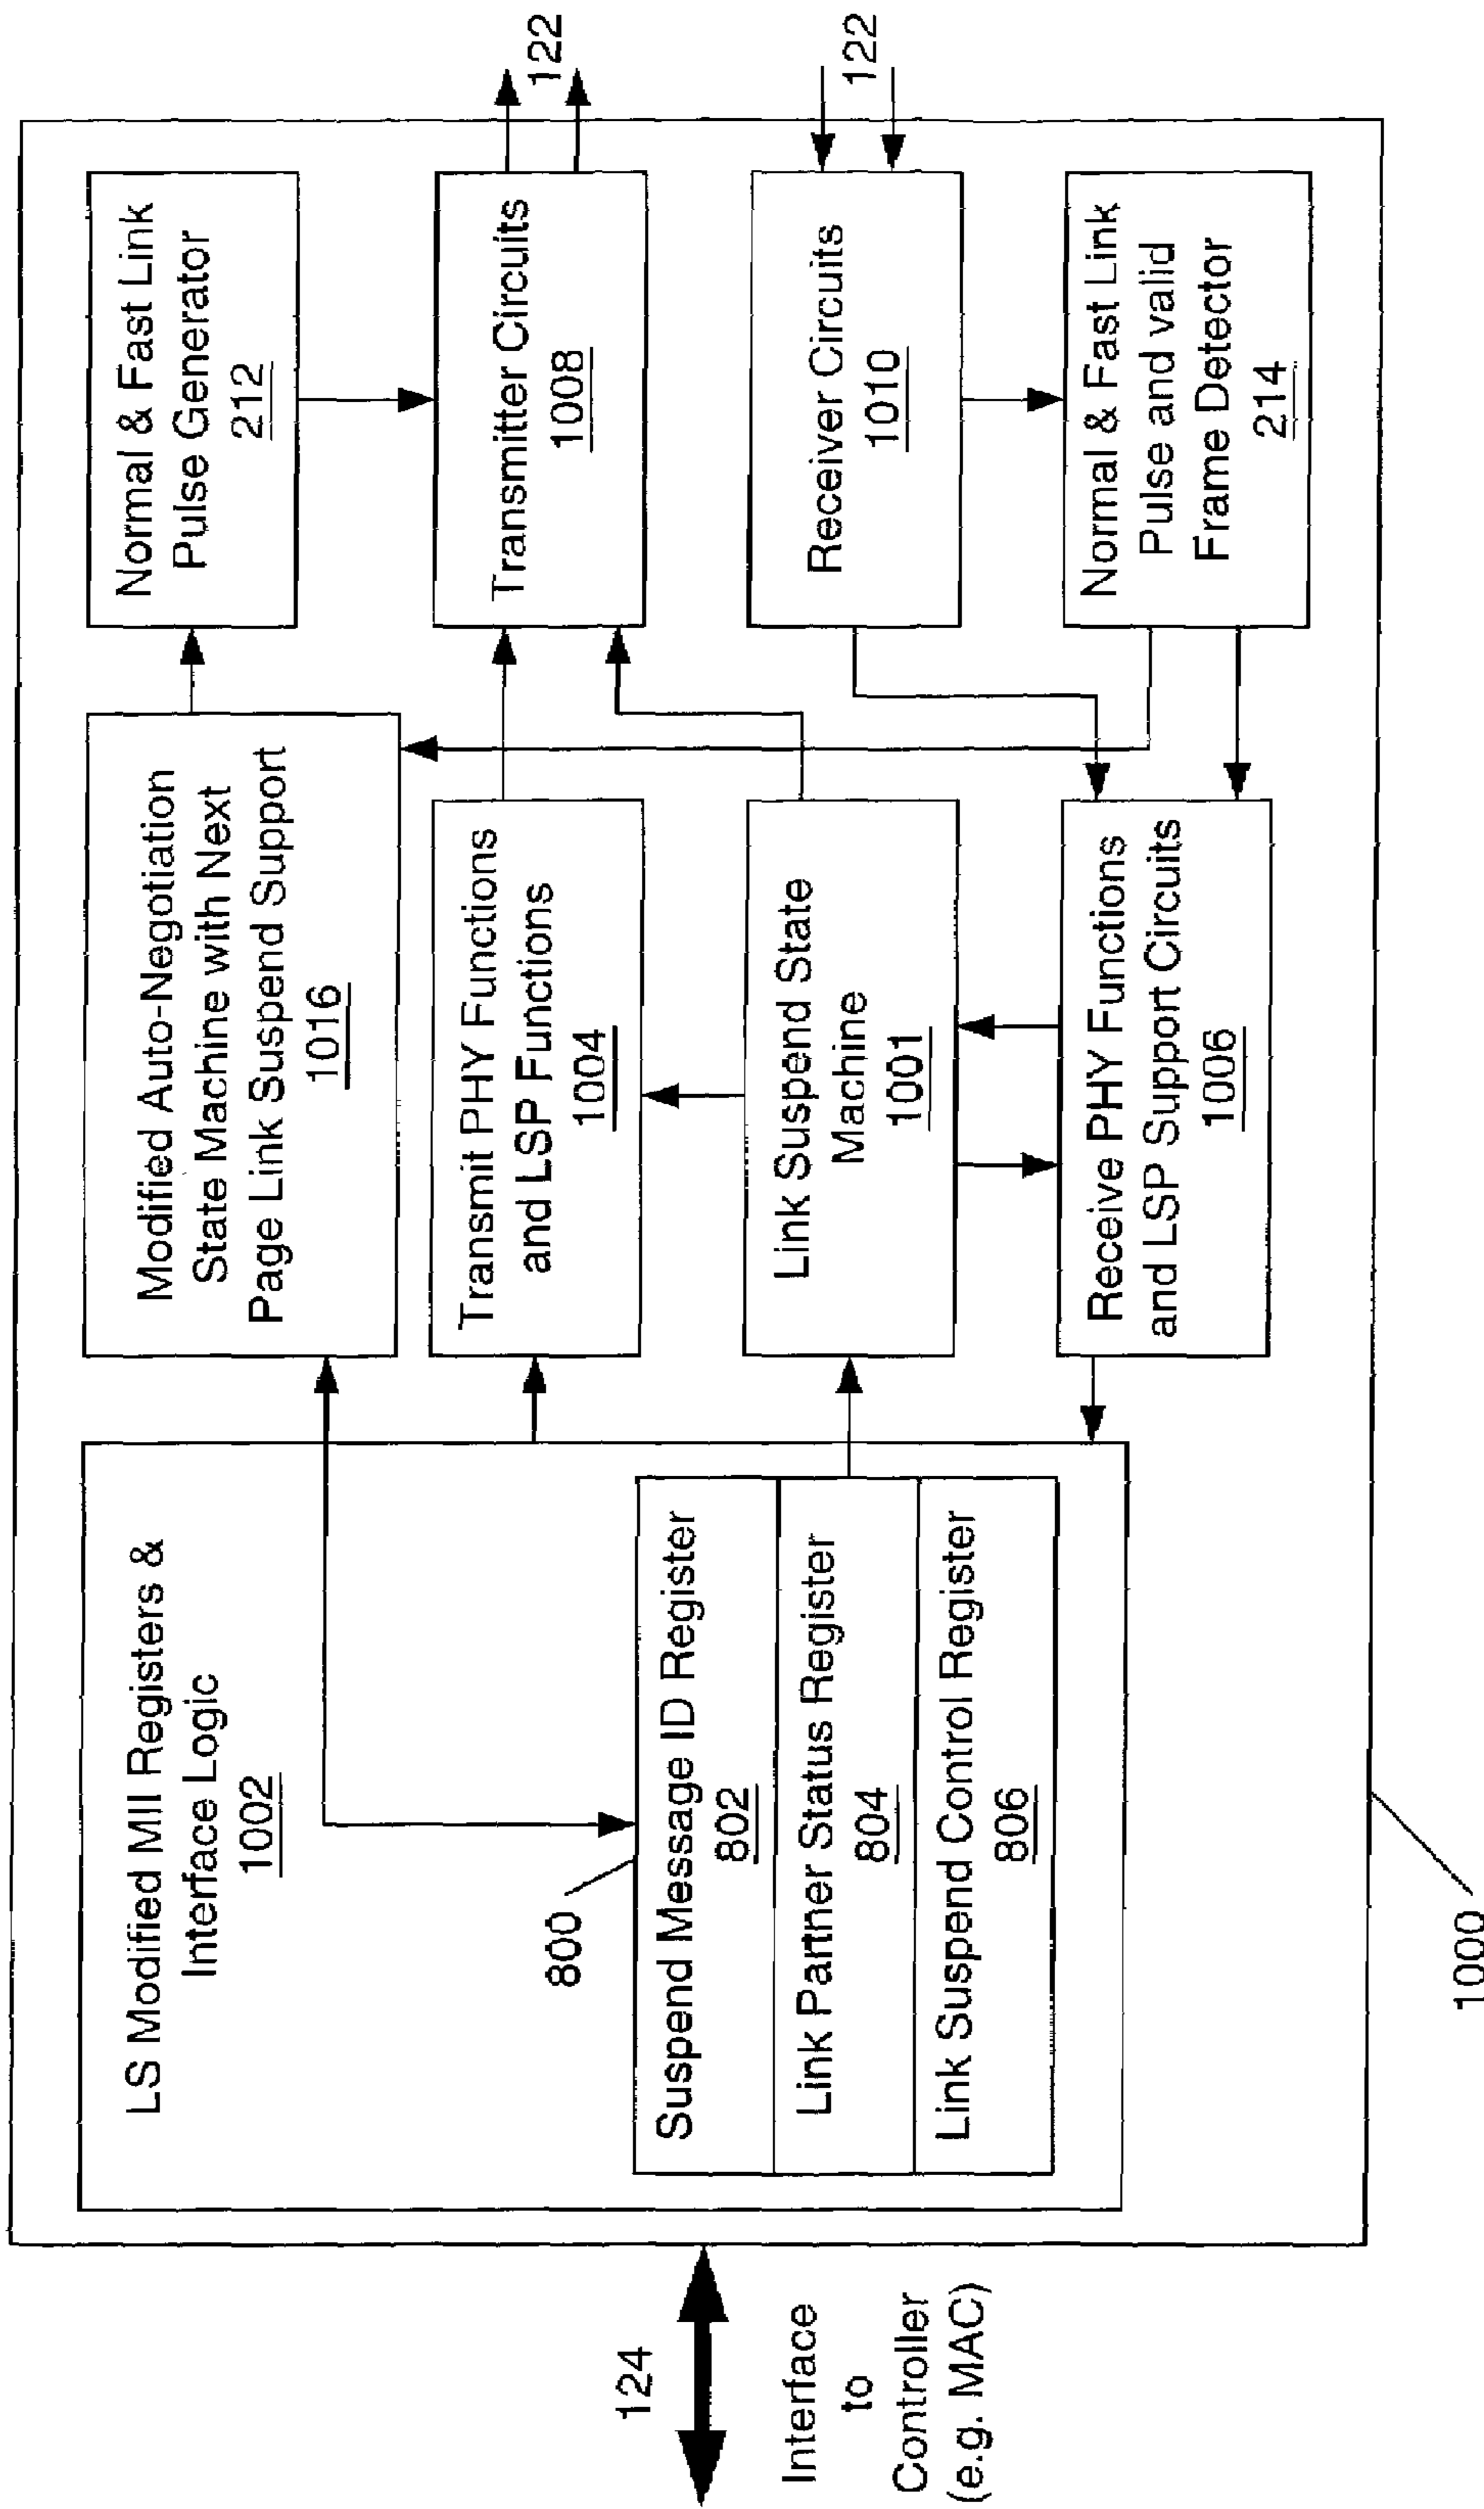 124
Interface
to
Controller
(e.g. MAC)
LS Modified MII Registers &
Interface Logic
1002
800
Suspend Message ID Register
802
Link Partner Status Register
804
Link Suspend Control Register
806
Modified Auto-Negotiation
State Machine with Next
Page Link Suspend Support
1016
Transmit PHY Functions
and LSP Functions
1004
Link Suspend State
Machine
1001
Receive PHY Functions
and LSP Support Circuits
1006
Normal & Fast Link
Pulse Generator
212
Transmitter Circuits
1008
Receiver Circuits
1010
Normal & Fast Link
Pulse and valid
Frame Detector
214
122
122
1000